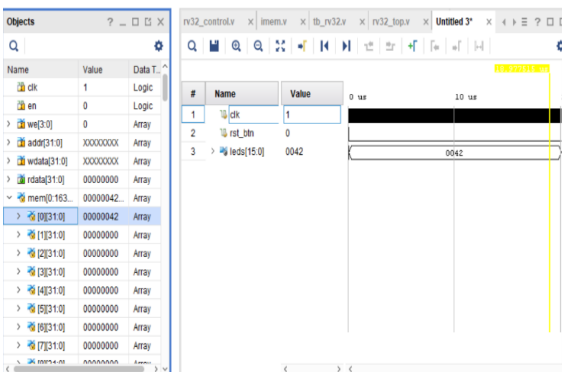 Objects
Name Value Data T...
clk 1 Logic
en 0 Logic
we[3:0] 0 Array
addr[31:0] XXXXXXXX Array
wdata[31:0] XXXXXXXX Array
rdata[31:0] 00000000 Array
mem[0:163... 00000042... Array
[0][31:0] 00000042 Array
[1][31:0] 00000000 Array
[2][31:0] 00000000 Array
[3][31:0] 00000000 Array
[4][31:0] 00000000 Array
[5][31:0] 00000000 Array
[6][31:0] 00000000 Array
[7][31:0] 00000000 Array
rv32_control.v imem.v tb_rv32.v rv32_top.v Untitled 3*
# Name Value 0 us 10 us
1 clk 1
2 rst_btn 0
3 leds[15:0] 0042 0042